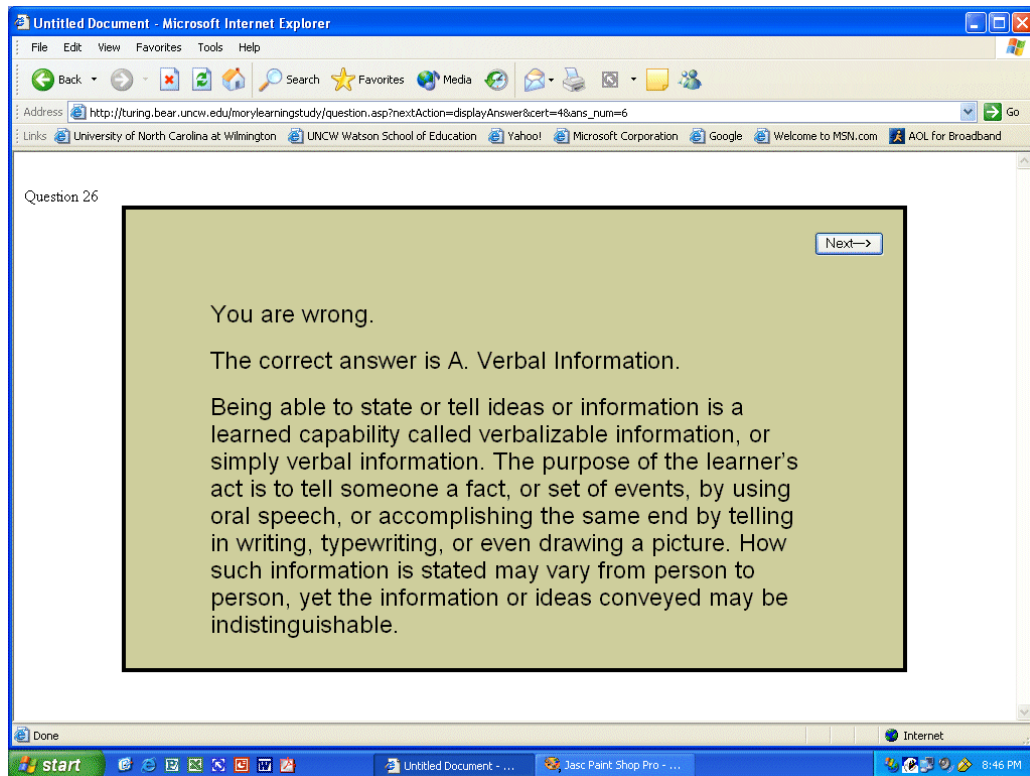 Untitled Document - Microsoft Internet Explorer
File Edit View Favorites Tools Help
Back Search Favorites Media
Address http://turing.bear.uncw.edu/morylearningstudy/question.asp?nextAction=displayAnswer&cert=4&ans_num=6 Go
Links University of North Carolina at Wilmington UNCW Watson School of Education Yahoo! Microsoft Corporation Google Welcome to MSN.com AOL for Broadband
Question 26
Next-->
You are wrong.
The correct answer is A. Verbal Information.
Being able to state or tell ideas or information is a
learned capability called verbalizable information, or
simply verbal information. The purpose of the learner's
act is to tell someone a fact, or set of events, by using
oral speech, or accomplishing the same end by telling
in writing, typewriting, or even drawing a picture. How
such information is stated may vary from person to
person, yet the information or ideas conveyed may be
indistinguishable.
Done Internet
start Untitled Document - ... Jasc Paint Shop Pro - ... 8:46 PM